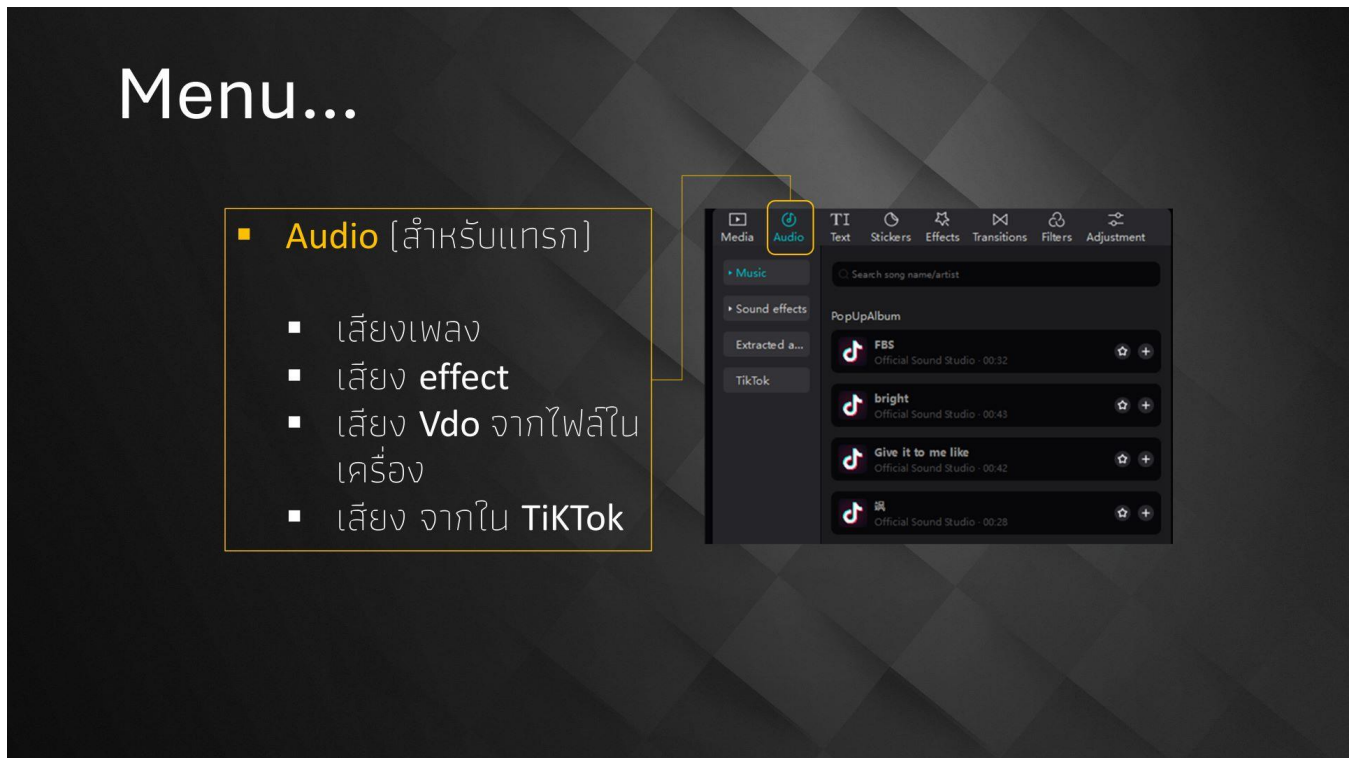 Menu...
Audio (สำหรับแทรก)
เสียงเพลง
เสียง effect
เสียง Vdo จากไฟล์ใน
เครื่อง
เสียง จากใน TiKTok
Media Audio Text Stickers Effects Transitions Filters Adjustment
Music
Sound effects
Extracted a...
TikTok
Search song name/artist
PopUpAlbum
FBS
Official Sound Studio · 00:32
bright
Official Sound Studio · 00:43
Give it to me like
Official Sound Studio · 00:42
Official Sound Studio · 00:28